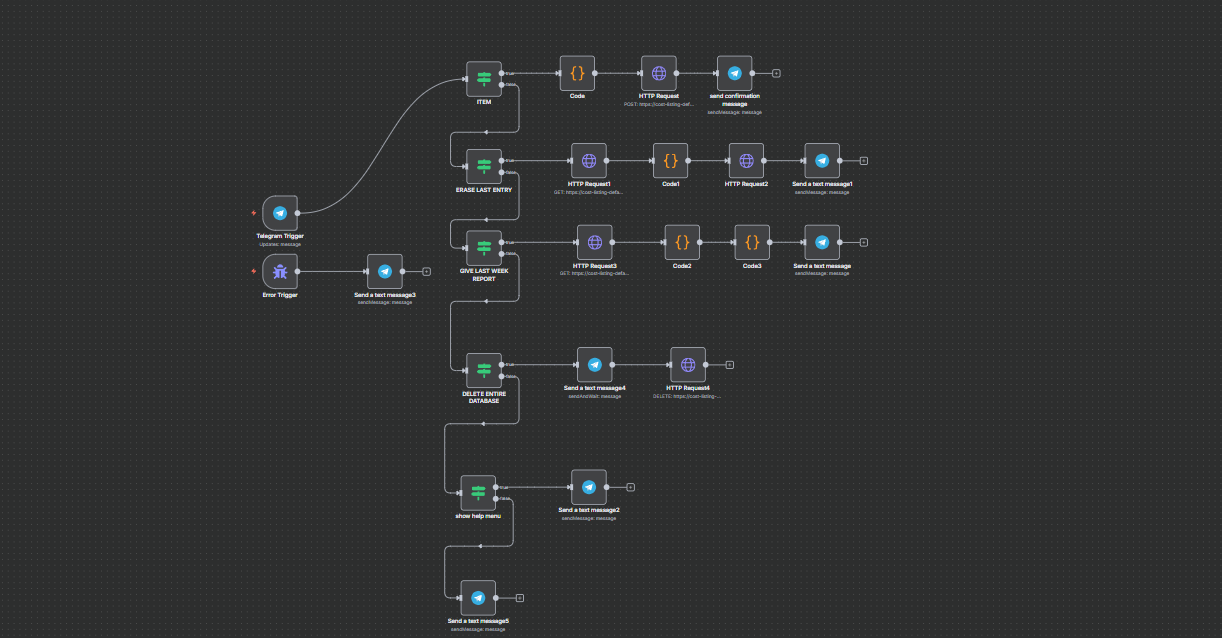 true
false
ITEM
{}
Code
HTTP Request
POST: https://cost-listing-def...
send confirmation
message
sendMessage: message
true
false
ERASE LAST ENTRY
HTTP Request1
GET: https://cost-listing-defa...
{}
Code1
HTTP Request2
Send a text message1
sendMessage: message
Telegram Trigger
Updates: message
true
false
GIVE LAST WEEK
REPORT
HTTP Request3
GET: https://cost-listing-defa...
{}
Code2
{}
Code3
Send a text message
sendMessage: message
Error Trigger
Send a text message3
sendMessage: message
true
false
DELETE ENTIRE
DATABASE
Send a text message4
sendAndWait: message
HTTP Request4
DELETE: https://cost-listing-...
true
false
show help menu
Send a text message2
sendMessage: message
Send a text message5
sendMessage: message